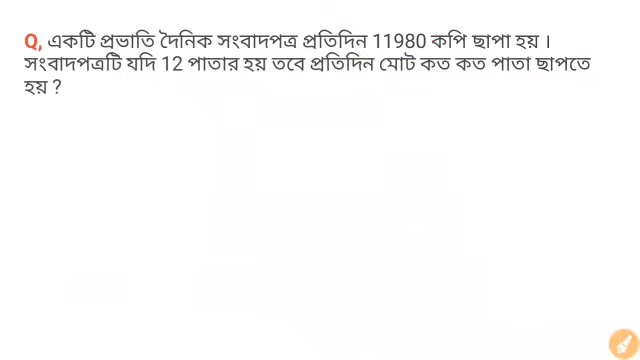 Q, একটি প্রভাতি দৈনিক সংবাদপত্র প্রতিদিন 11980 কপি ছাপা হয় ।
সংবাদপত্রটি যদি 12 পাতার হয় তবে প্রতিদিন মোট কত কত পাতা ছাপতে
হয় ?